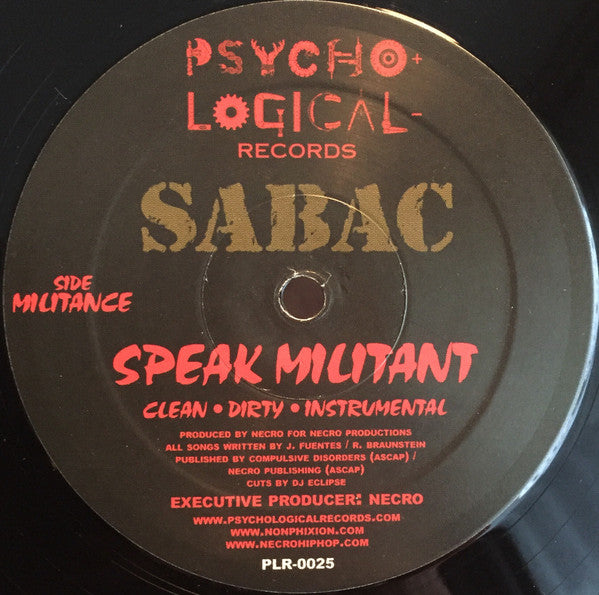 PSYCHO+
LOGICAL-
RECORDS
SABAC
SIDE
MILITANCE
SPEAK MILITANT
CLEAN • DIRTY • INSTRUMENTAL
PRODUCED BY NECRO FOR NECRO PRODUCTIONS
ALL SONGS WRITTEN BY J. FUENTES / R. BRAUNSTEIN
PUBLISHED BY COMPULSIVE DISORDERS (ASCAP) /
NECRO PUBLISHING (ASCAP)
CUTS BY DJ ECLIPSE
EXECUTIVE PRODUCER: NECRO
WWW.PSYCHOLOGICALRECORDS.COM
WWW.NONPHIXION.COM
WWW.NECROHIPHOP.COM
PLR-0025